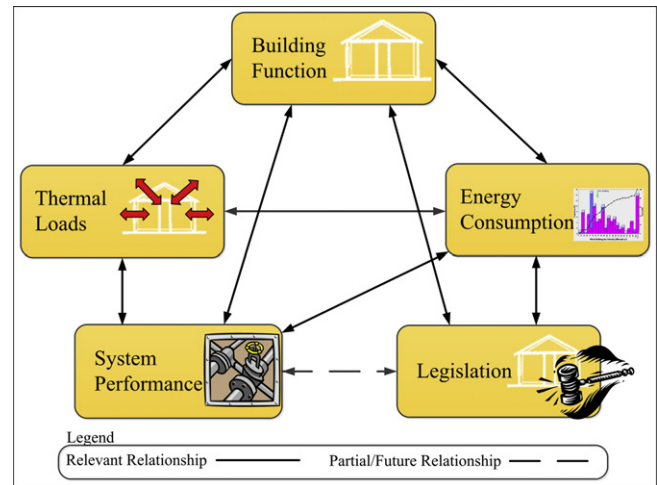 Building
Function
Thermal
Loads
Energy
Consumption
System
Performance
Legislation
Legend
Relevant Relationship
Partial/Future Relationship